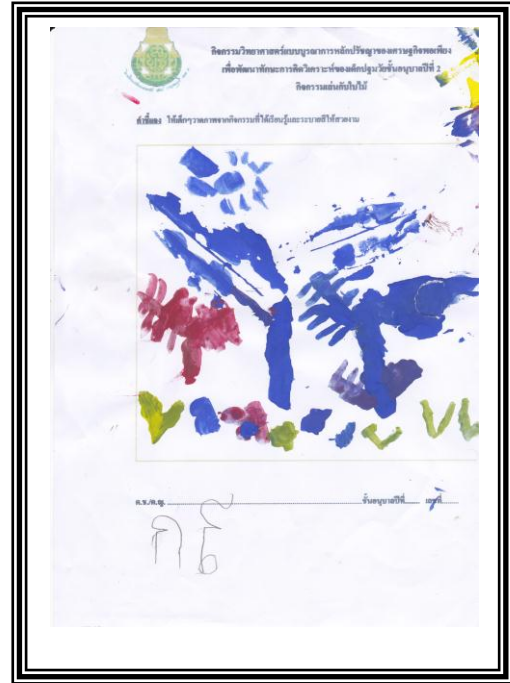 กิจกรรมวิทยาศาสตร์แบบบูรณาการหลักปรัชญาของเศรษฐกิจพอเพียง
เพื่อพัฒนาทักษะการคิดวิเคราะห์ของเด็กปฐมวัยชั้นอนุบาลปีที่ 2
กิจกรรมเล่นกับใบไม้
คำชี้แจง ให้เด็กๆวาดภาพจากกิจกรรมที่ได้เรียนรู้และระบายสีให้สวยงาม
ด.ช./ด.ญ. ชั้นอนุบาลปีที่ เลขที่